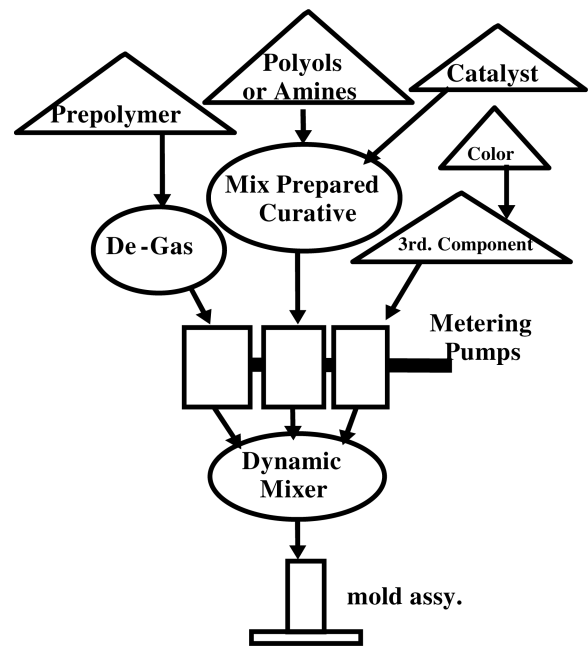 Polyols
or Amines
Catalyst
Prepolymer
Color
Mix Prepared
Curative
De-Gas
3rd. Component
Metering
Pumps
Dynamic
Mixer
mold assy.